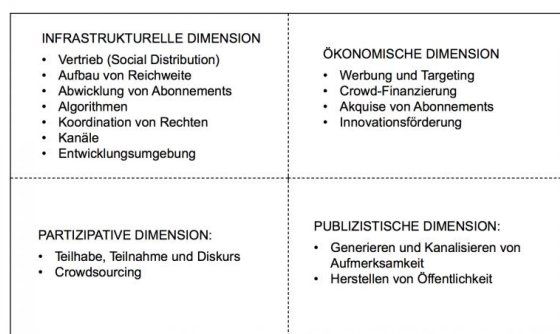 INFRASTRUKTURELLE DIMENSION
• Vertrieb (Social Distribution)
• Aufbau von Reichweite
• Abwicklung von Abonnements
• Algorithmen
• Koordination von Rechten
• Kanäle
• Entwicklungsumgebung
ÖKONOMISCHE DIMENSION
• Werbung und Targeting
• Crowd-Finanzierung
• Akquise von Abonnements
• Innovationsförderung
PARTIZIPATIVE DIMENSION:
• Teilhabe, Teilnahme und Diskurs
• Crowdsourcing
PUBLIZISTISCHE DIMENSION:
• Generieren und Kanalisieren von
Aufmerksamkeit
• Herstellen von Öffentlichkeit